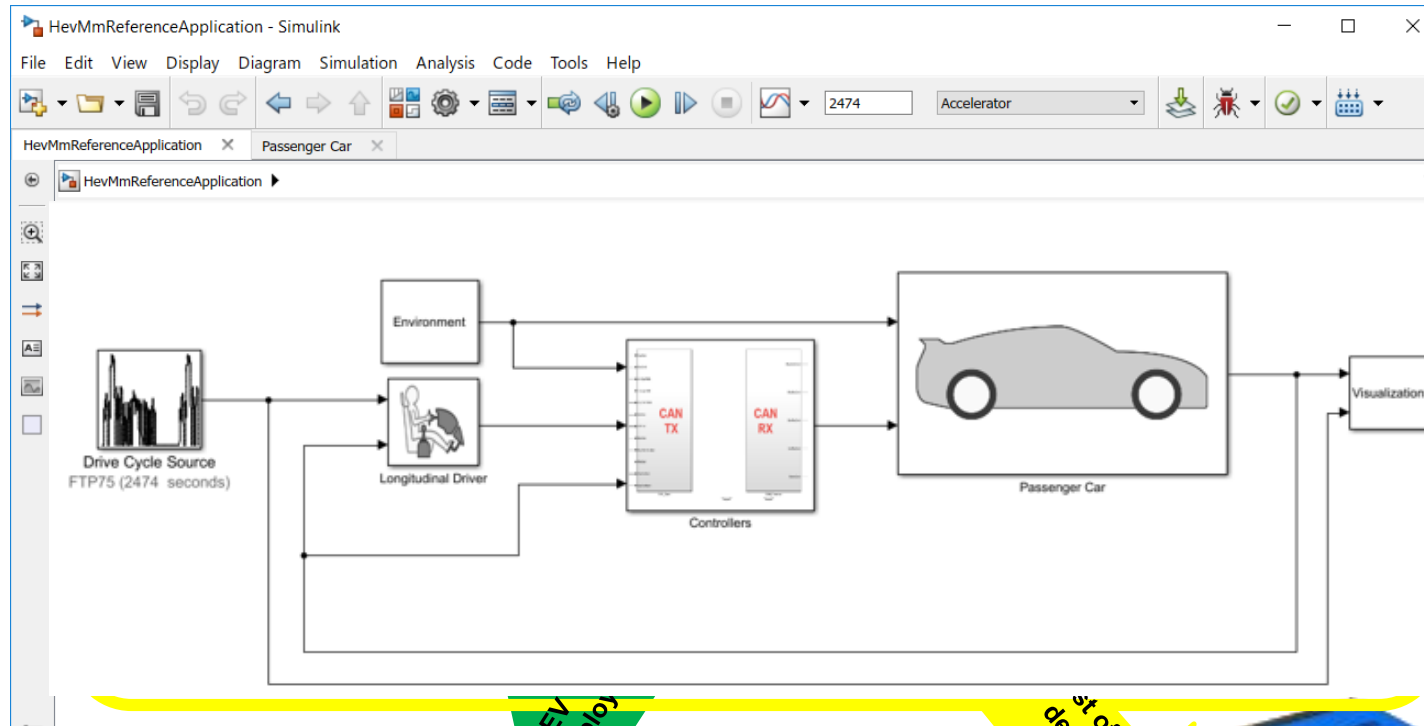 HevMmReferenceApplication - Simulink
File Edit View Display Diagram Simulation Analysis Code Tools Help
2474
Accelerator
HevMmReferenceApplication
Passenger Car
HevMmReferenceApplication
Environment
Drive Cycle Source
FTP75 (2474 seconds)
Longitudinal Driver
CAN
TX
CAN
RX
Controllers
Passenger Car
Visualization
EV